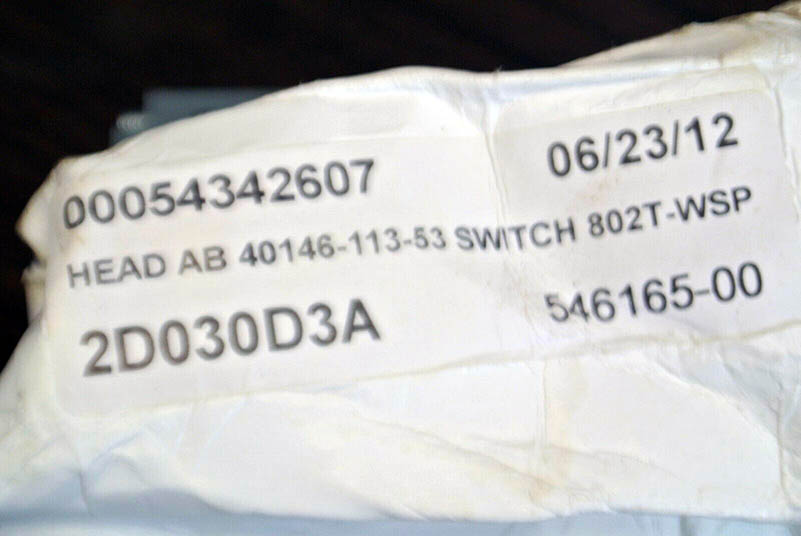 00054342607 06/23/12
HEAD AB 40146-113-53 SWITCH 802T-WSP
2D030D3A 546165-00